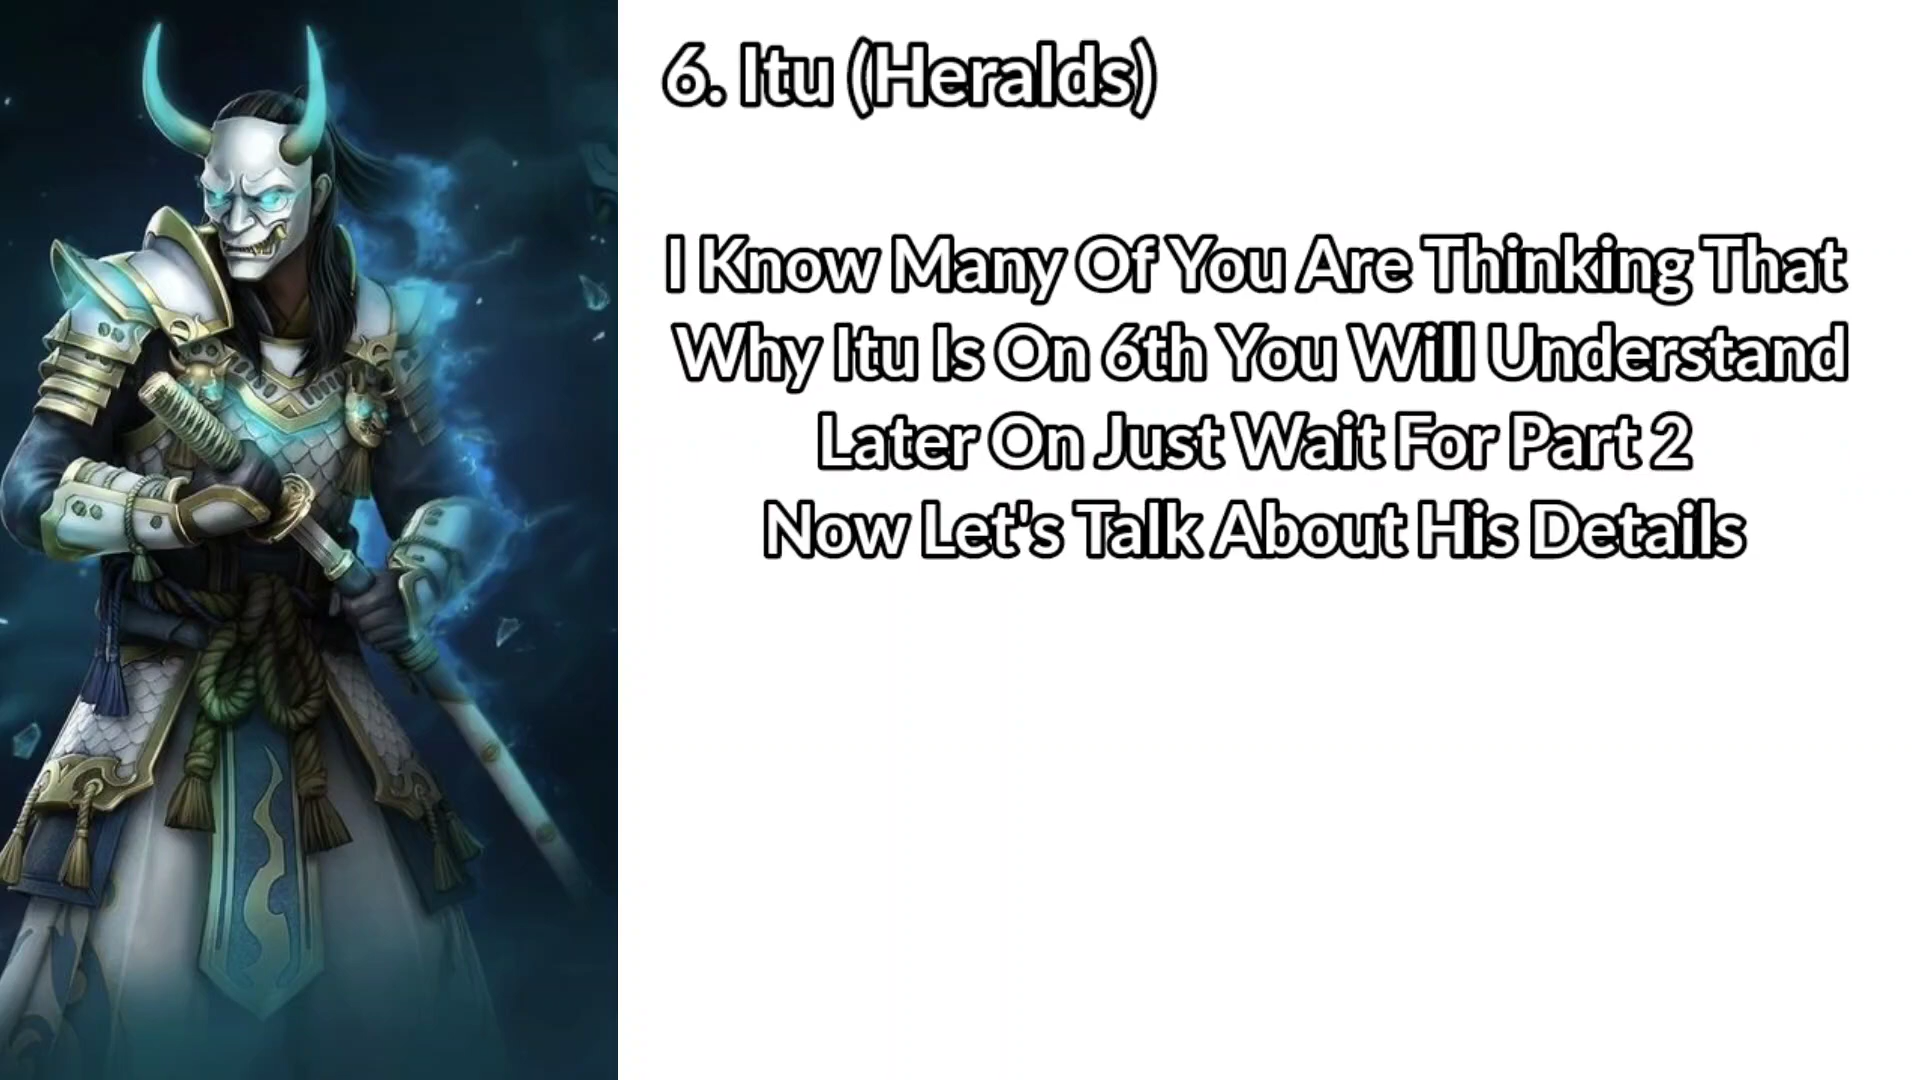 6. Itu (Heralds)
I Know Many Of You Are Thinking That
Why Itu Is On 6th You Will Understand
Later On Just Wait For Part 2
Now Let's Talk About His Details